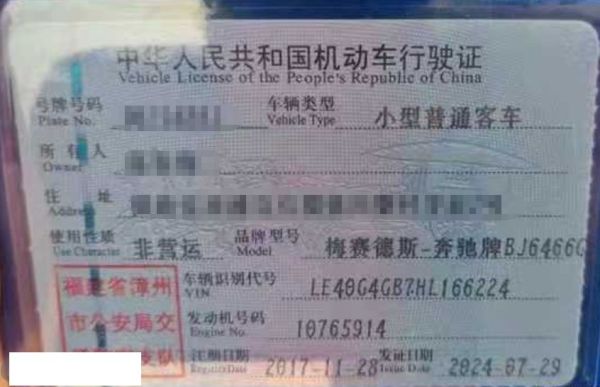 中华人民共和国机动车行驶证
Vehicle License of the People's Republic of China
号牌号码
Plate No.
车辆类型 小型普通客车
Vehicle Type
所有人
Owner
住址
Address
使用性质 非营运 品牌型号 梅赛德斯-奔驰牌BJ6466G
Use Character Model
福建省漳州
市公安局交
支队
车辆识别代号 LE40G4GB7HL166224
VIN
发动机号码 10765914
Engine No.
注册日期 2017-11-28 发证日期 2024-07-29
Register Date Issue Date